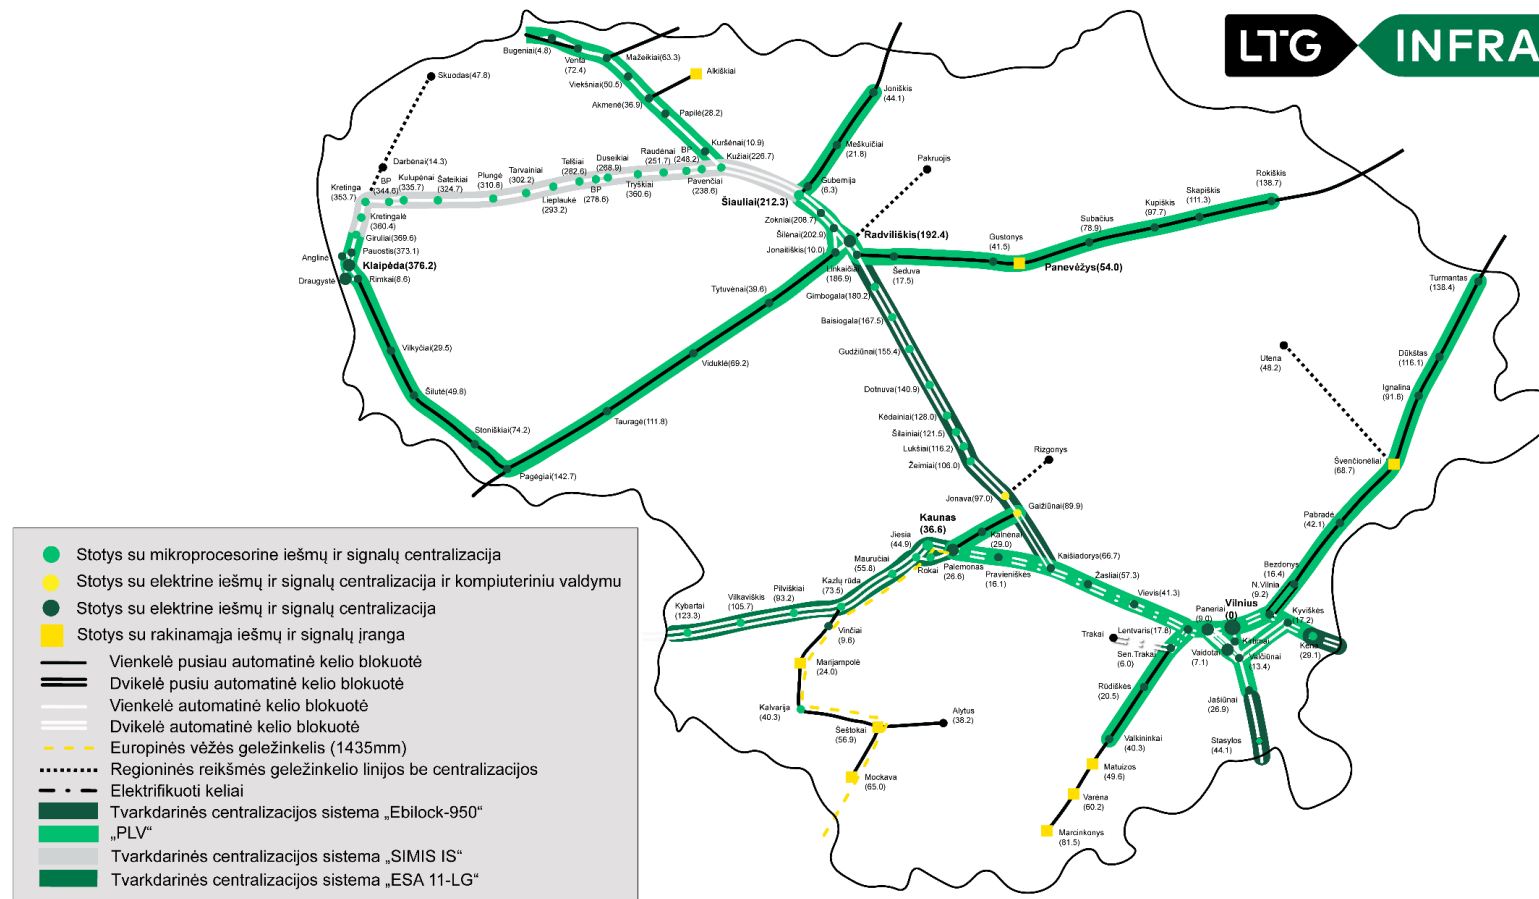 LTG INFRA
Bugeniai(4.8)
Venta
(72.4)
Mažeikiai(63.3)
Alkiškiai
Viekšniai(50.5)
Akmenė(36.9)
Papilė(28.2)
Skuodas(47.8)
Joniškis
(44.1)
Meškuičiai
(21.8)
Kuršėnai(10.9)
Kužiai(226.7)
BP
(248.2)
Raudėnai
(251.7)
Duseikiai
(268.9)
Telšiai
(282.6)
Tarvainiai
(302.2)
Plungė
(310.8)
Šateikiai
(324.7)
Kulupėnai
(335.7)
BP
(344.6)
Darbėnai(14.3)
Kretinga
(353.7)
Pavenčiai
(238.6)
Tryškiai
(360.6)
BP
(278.6)
Lieplaukė
(293.2)
Kretingalė
(360.4)
Giruliai(369.6)
Pauostis(373.1)
Anglinė
Klaipėda(376.2)
Draugystė
Rimkai(8.6)
Gubernija
(6.3)
Šiauliai(212.3)
Zokniai(208.7)
Šilėnai(202.9)
Jonaitiškis(10.0)
Pakruojis
Radviliškis(192.4)
Linkaičiai
(186.9)
Šeduva
(17.5)
Gustonys
(41.5)
Panevėžys(54.0)
Subačius
(78.9)
Kupiškis
(97.7)
Skapiškis
(111.3)
Rokiškis
(138.7)
Gimbogala(180.2)
Baisiogala(167.5)
Gudžiūnai(155.4)
Dotnuva(140.9)
Kėdainiai(128.0)
Šilainiai(121.5)
Lukšiai(116.2)
Žeimiai(106.0)
Jonava(97.0)
Rizgonys
Gaižiūnai(89.9)
Tytuvėnai(39.6)
Viduklė(69.2)
Tauragė(111.8)
Pagėgiai(142.7)
Stoniškiai(74.2)
Šilutė(49.8)
Vilkyčiai(29.5)
Turmantas
(138.4)
Dūkštas
(116.1)
Ignalina
(91.6)
Utena
(48.2)
Švenčionėliai
(68.7)
Pabradė
(42.1)
Bezdonys
(16.4)
N.Vilnia
(9.2)
Kyviškės
(17.2)
Kena
(29.1)
Vilnius
(0)
Paneriai
(9.0)
Kirtimai
Valčiūnai
(13.4)
Vaidotai
(7.1)
Jašiūnai
(26.9)
Stasylos
(44.1)
Lentvaris(17.8)
Trakai
Sen.Trakai
(6.0)
Rūdiškės
(20.5)
Valkininkai
(40.3)
Matuizos
(49.6)
Varėna
(60.2)
Marcinkonys
(81.5)
Vievis(41.3)
Žasliai(57.3)
Kaišiadorys(66.7)
Pravieniškės
(16.1)
Palemonas
(26.6)
Kalnėnai
(29.0)
Kaunas
(36.6)
Rokai
Jiesia
(44.9)
Mauručiai
(55.8)
Kazlų rūda
(73.5)
Pilviškiai
(93.2)
Vilkaviškis
(105.7)
Kybartai
(123.3)
Vinčiai
(9.6)
Marijampolė
(24.0)
Kalvarija
(40.3)
Šeštokai
(56.9)
Alytus
(38.2)
Mockava
(65.0)
Stotys su mikroprocesorine iešmų ir signalų centralizacija
Stotys su elektrine iešmų ir signalų centralizacija ir kompiuteriniu valdymu
Stotys su elektrine iešmų ir signalų centralizacija
Stotys su rakinamąja iešmų ir signalų įranga
Vienkelė pusiau automatinė kelio blokuotė
Dvikelė pusiu automatinė kelio blokuotė
Vienkelė automatinė kelio blokuotė
Dvikelė automatinė kelio blokuotė
Europinės vėžės geležinkelis (1435mm)
Regioninės reikšmės geležinkelio linijos be centralizacijos
Elektrifikuoti keliai
Tvarkdarinės centralizacijos sistema „Ebilock-950“
„PLV“
Tvarkdarinės centralizacijos sistema „SIMIS IS“
Tvarkdarinės centralizacijos sistema „ESA 11-LG“